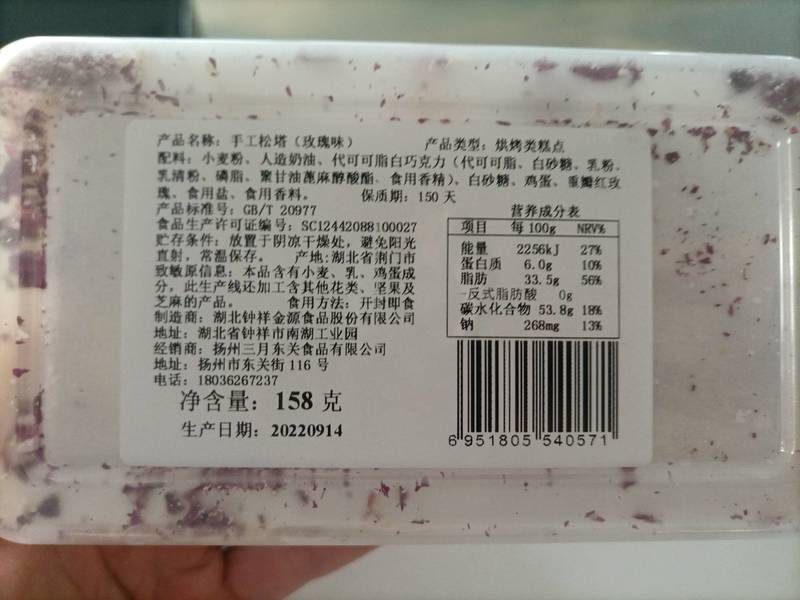 产品名称：手工松塔（玫瑰味） 产品类型：烘烤类糕点
配料：小麦粉、人造奶油、代可可脂白巧克力（代可可脂、白砂糖、乳粉、
乳清粉、磷脂、聚甘油蓖麻醇酸酯、食用香精）、白砂糖、鸡蛋、重瓣红玫
瑰、食用盐、食用香料。 保质期：150 天
产品标准号：GB/T 20977
食品生产许可证编号：SC12442088100027
贮存条件：放置于阴凉干燥处，避免阳光
直射，常温保存。 产地:湖北省荆门市
致敏原信息：本品含有小麦、乳、鸡蛋成
分，此生产线还加工含其他花类、坚果及
芝麻的产品。 食用方法：开封即食
制造商：湖北钟祥金源食品股份有限公司
地址：湖北省钟祥市南湖工业园
经销商：扬州三月东关食品有限公司
地址：扬州市东关街 116 号
电话：18036267237
净含量：158 克
生产日期：20220914
营养成分表
项目 每 100g NRV%
能量 2256kJ 27%
蛋白质 6.0g 10%
脂肪 33.5g 56%
-反式脂肪酸 0g
碳水化合物 53.8g 18%
钠 268mg 13%
6 951805 540571